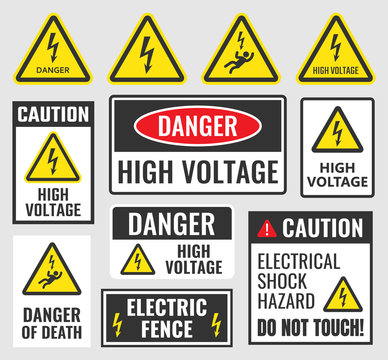 DANGER
HIGH VOLTAGE
CAUTION
HIGH
VOLTAGE
DANGER
HIGH VOLTAGE
HIGH
VOLTAGE
DANGER
OF DEATH
DANGER
HIGH
VOLTAGE
ELECTRIC
FENCE
CAUTION
ELECTRICAL
SHOCK
HAZARD
DO NOT TOUCH!